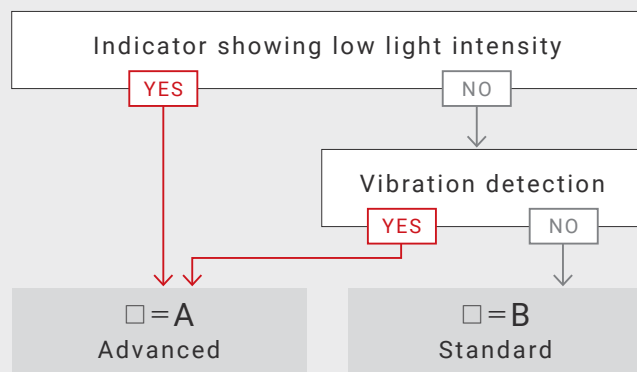 Indicator showing low light intensity
YES
NO
Vibration detection
YES
NO
□=A
Advanced
□=B
Standard